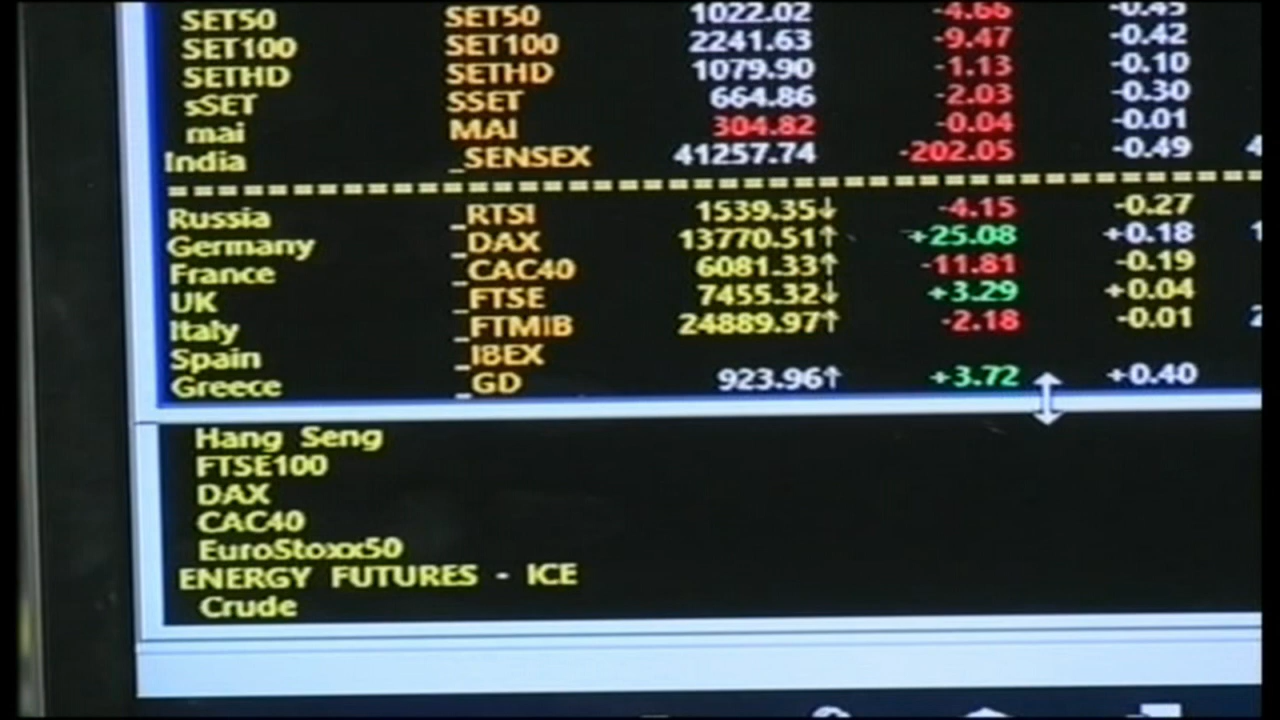 SET50 SET50 1022.02 -4.66 -0.45
SET100 SET100 2241.63 -9.47 -0.42
SETHD SETHD 1079.90 -1.13 -0.10
sSET SSET 664.86 -2.03 -0.30
mai MAI 304.82 -0.04 -0.01
India _SENSEX 41257.74 -202.05 -0.49
Russia _RTSI 1539.35↓ -4.15 -0.27
Germany _DAX 13770.51↑ +25.08 +0.18
France _CAC40 6081.33↑ -11.81 -0.19
UK _FTSE 7455.32↓ +3.29 +0.04
Italy _FTMIB 24889.97↑ -2.18 -0.01
Spain _IBEX
Greece _GD 923.96↑ +3.72 +0.40
Hang Seng
FTSE100
DAX
CAC40
EuroStoxx50
ENERGY FUTURES - ICE
Crude